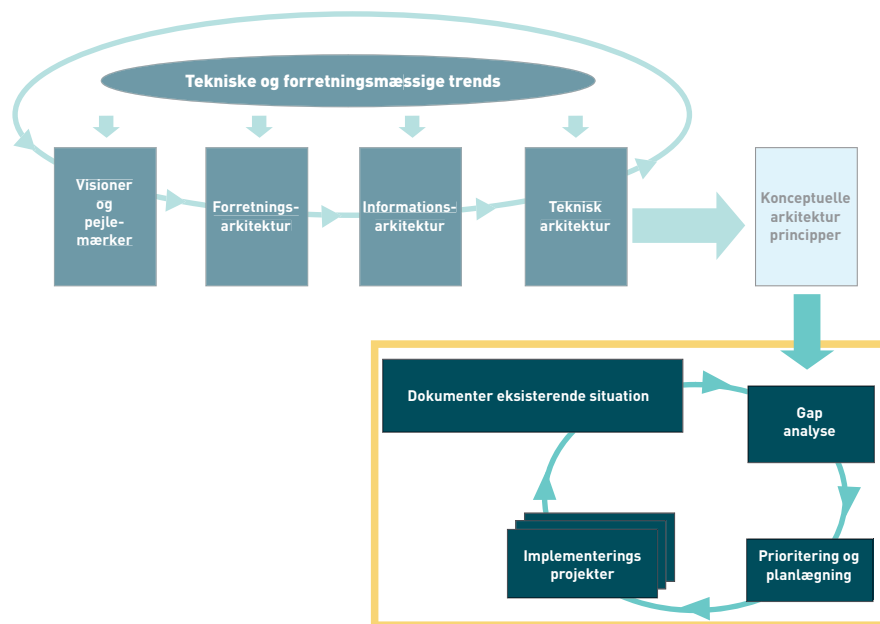 Tekniske og forretningsmæssige trends
Visioner
og
pejle-
mærker
Forretnings-
arkitektur
Informations-
arkitektur
Teknisk
arkitektur
Konceptuelle
arkitektur
principper
Dokumenter eksisterende situation
Gap
analyse
Implementerings
projekter
Prioritering og
planlægning